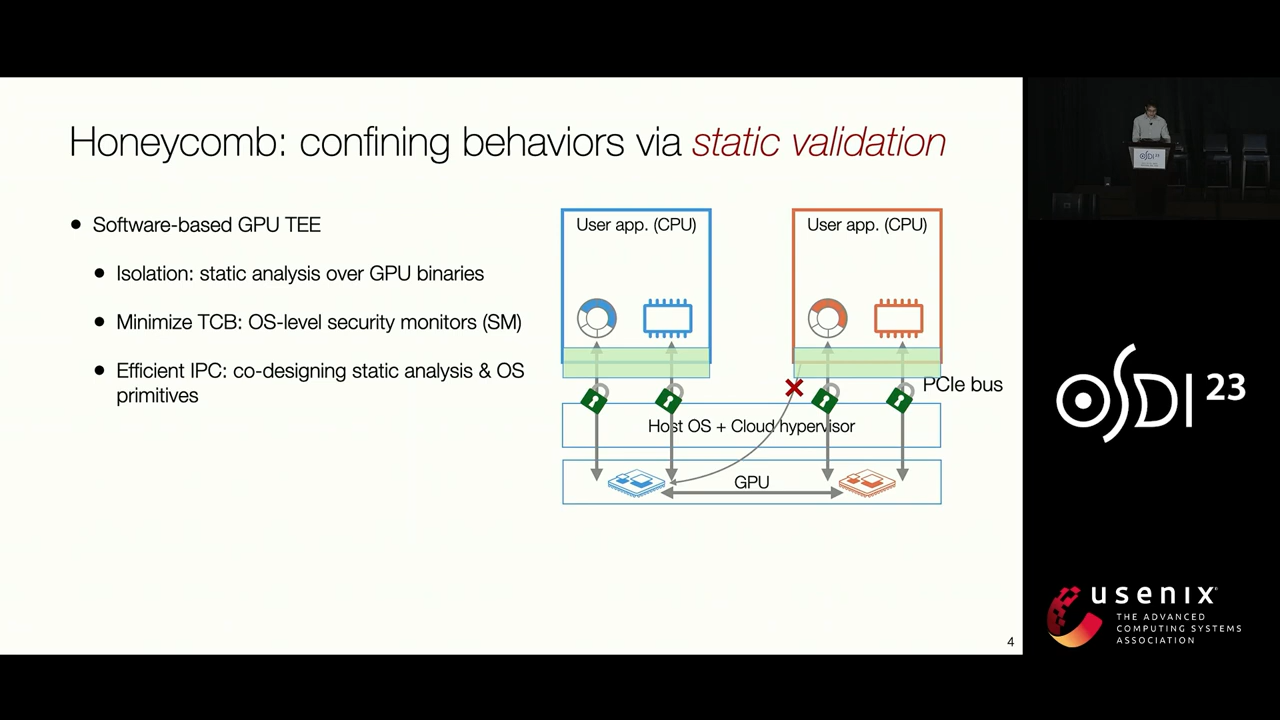 Honeycomb: confining behaviors via static validation
● Software-based GPU TEE
● Isolation: static analysis over GPU binaries
● Minimize TCB: OS-level security monitors (SM)
● Efficient IPC: co-designing static analysis & OS
primitives
User app. (CPU)
User app. (CPU)
PCIe bus
Host OS + Cloud hypervisor
GPU
4
OSDI
OSDI 23
usenix
THE ADVANCED
COMPUTING SYSTEMS
ASSOCIATION